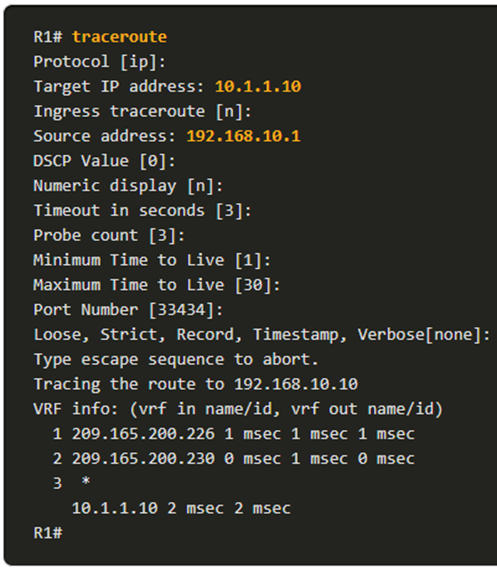 R1# traceroute
Protocol [ip]:
Target IP address: 10.1.1.10
Ingress traceroute [n]:
Source address: 192.168.10.1
DSCP Value [0]:
Numeric display [n]:
Timeout in seconds [3]:
Probe count [3]:
Minimum Time to Live [1]:
Maximum Time to Live [30]:
Port Number [33434]:
Loose, Strict, Record, Timestamp, Verbose[none]:
Type escape sequence to abort.
Tracing the route to 192.168.10.10
VRF info: (vrf in name/id, vrf out name/id)
  1 209.165.200.226 1 msec 1 msec 1 msec
  2 209.165.200.230 0 msec 1 msec 0 msec
  3  *
    10.1.1.10 2 msec 2 msec
R1#